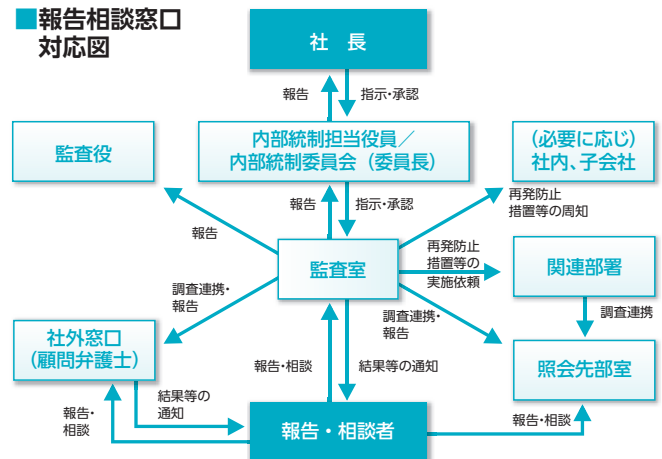 ■報告相談窓口
対応図
社 長
報告
指示・承認
監査役
内部統制担当役員／
内部統制委員会（委員長）
（必要に応じ）
社内、子会社
報告
指示・承認
再発防止
措置等の周知
報告
監査室
再発防止
措置等の
実施依頼
関連部署
調査連携・
報告
調査連携・
報告
調査連携
社外窓口
（顧問弁護士）
報告・相談
結果等の通知
照会先部室
報告・
相談
結果等の
通知
報告・相談者
報告・相談